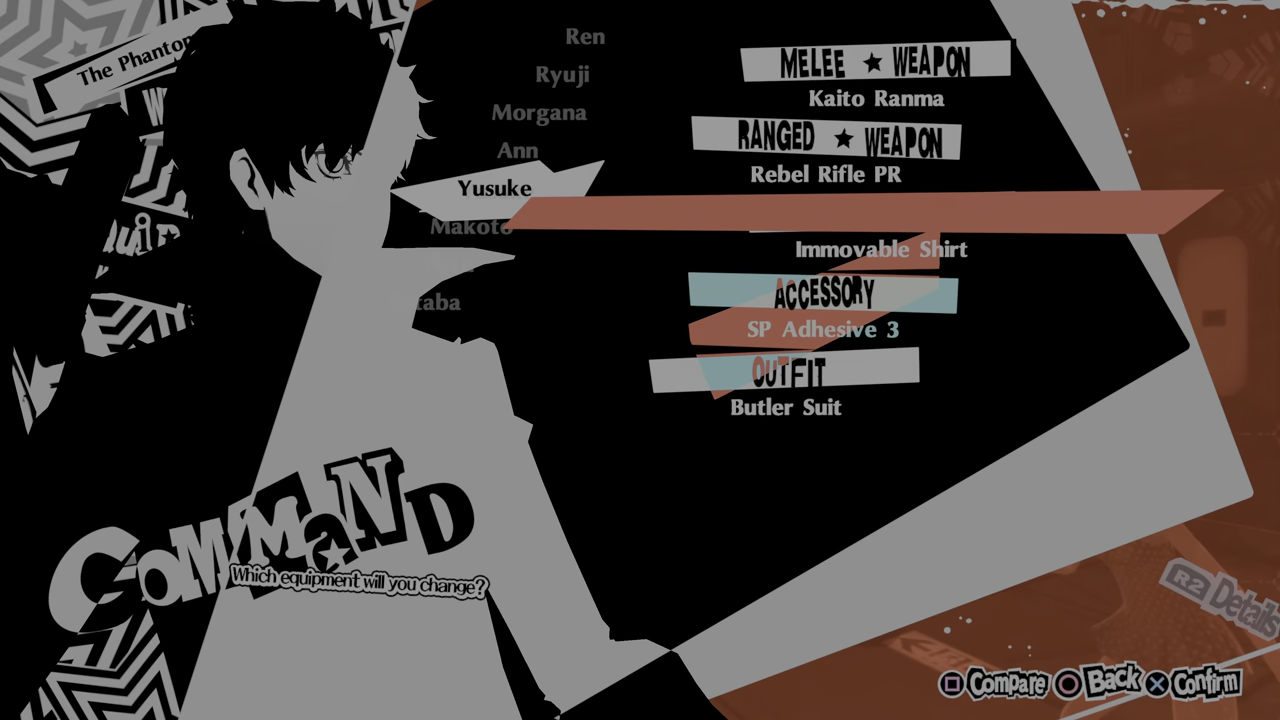 The Phantom
Ren
Ryuji
Morgana
Ann
Yusuke
Makoto
taba
MELEE ★ WEAPON
Kaito Ranma
RANGED ★ WEAPON
Rebel Rifle PR
Immovable Shirt
ACCESSORY
SP Adhesive 3
OUTFIT
Butler Suit
COMMaND
Which equipment will you change?
R2 Details
Compare
Back
Confirm